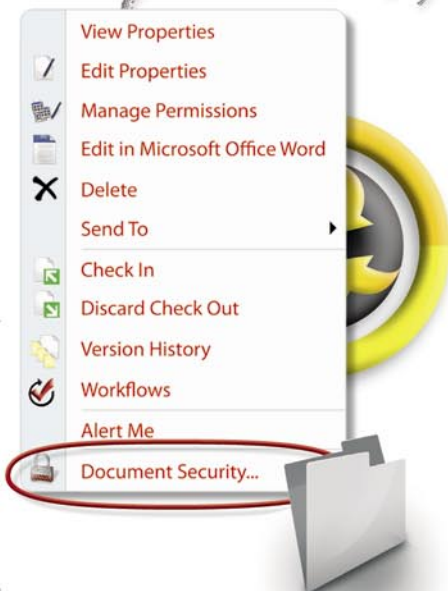 View Properties
Edit Properties
Manage Permissions
Edit in Microsoft Office Word
Delete
Send To
Check In
Discard Check Out
Version History
Workflows
Alert Me
Document Security...